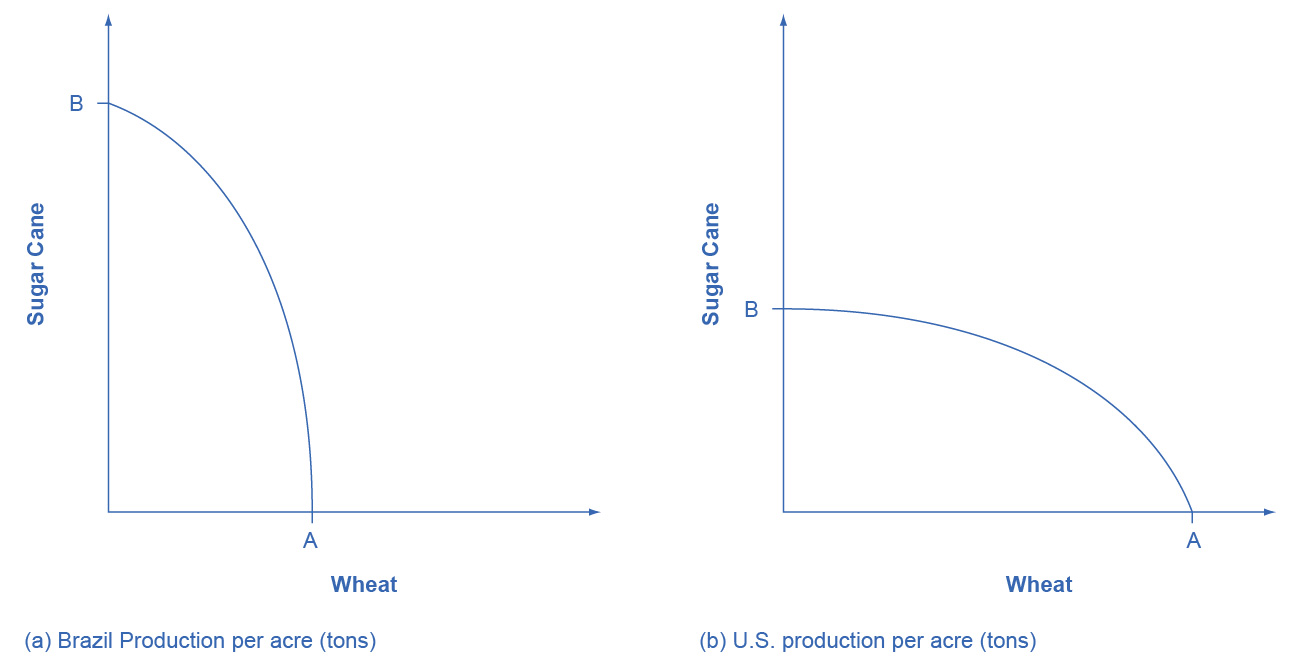 B
Sugar Cane
A
Wheat
(a) Brazil Production per acre (tons)
B
Sugar Cane
A
Wheat
(b) U.S. production per acre (tons)